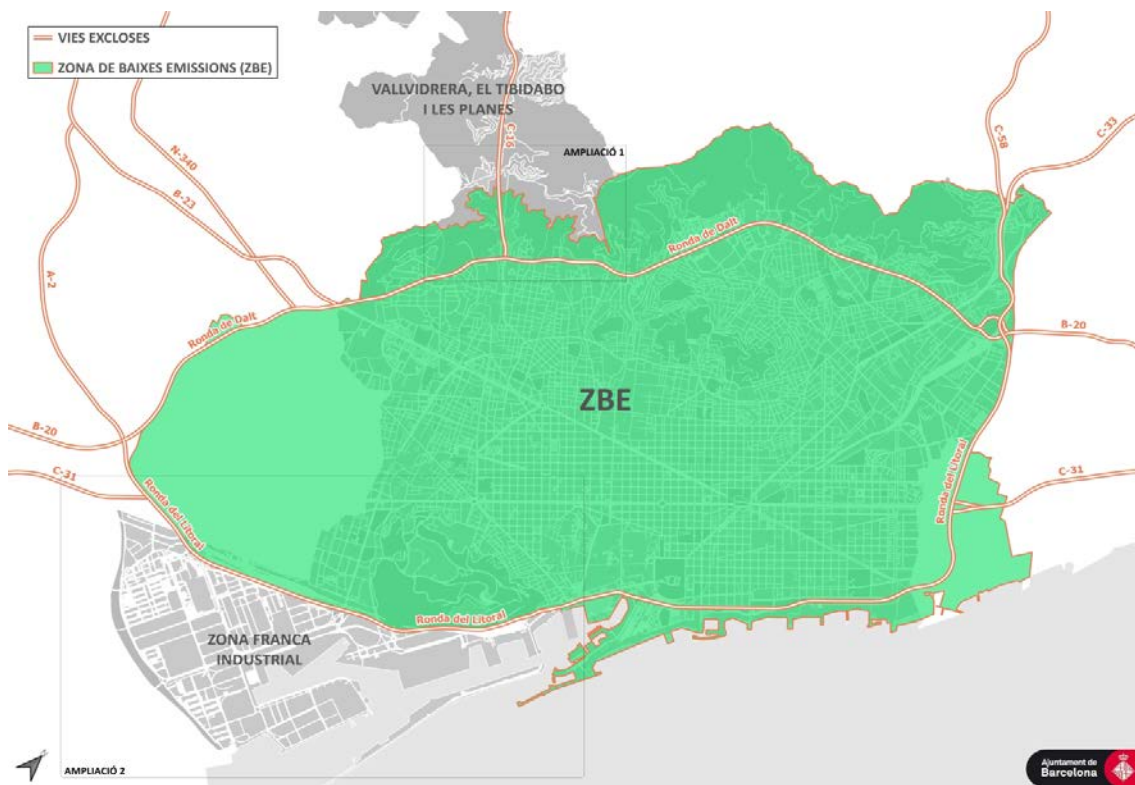 VIES EXCLOSES
ZONA DE BAIXES EMISSIONS (ZBE)
VALLVIDRERA, EL TIBIDABO
I LES PLANES
C-16
AMPLIACIÓ 1
C-58
C-33
N-340
B-23
A-2
Ronda de Dalt
Ronda de Dalt
B-20
ZBE
B-20
C-31
Ronda del Litoral
Ronda del Litoral
C-31
Ronda del Litoral
ZONA FRANCA
INDUSTRIAL
AMPLIACIÓ 2
Ajuntament de
Barcelona